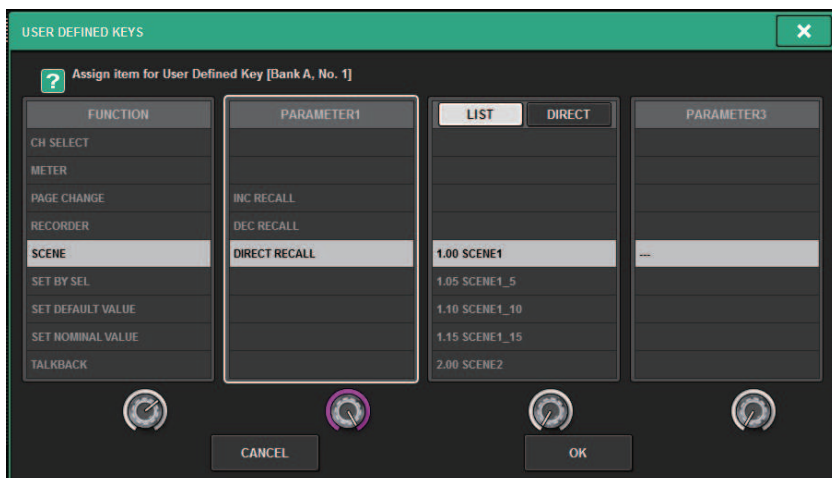 USER DEFINED KEYS
Assign item for User Defined Key [Bank A, No. 1]
FUNCTION
CH SELECT
METER
PAGE CHANGE
RECORDER
SCENE
SET BY SEL
SET DEFAULT VALUE
SET NOMINAL VALUE
TALKBACK
PARAMETER1
INC RECALL
DEC RECALL
DIRECT RECALL
LIST DIRECT
1.00 SCENE1
1.05 SCENE1_5
1.10 SCENE1_10
1.15 SCENE1_15
2.00 SCENE2
PARAMETER3
---
CANCEL OK